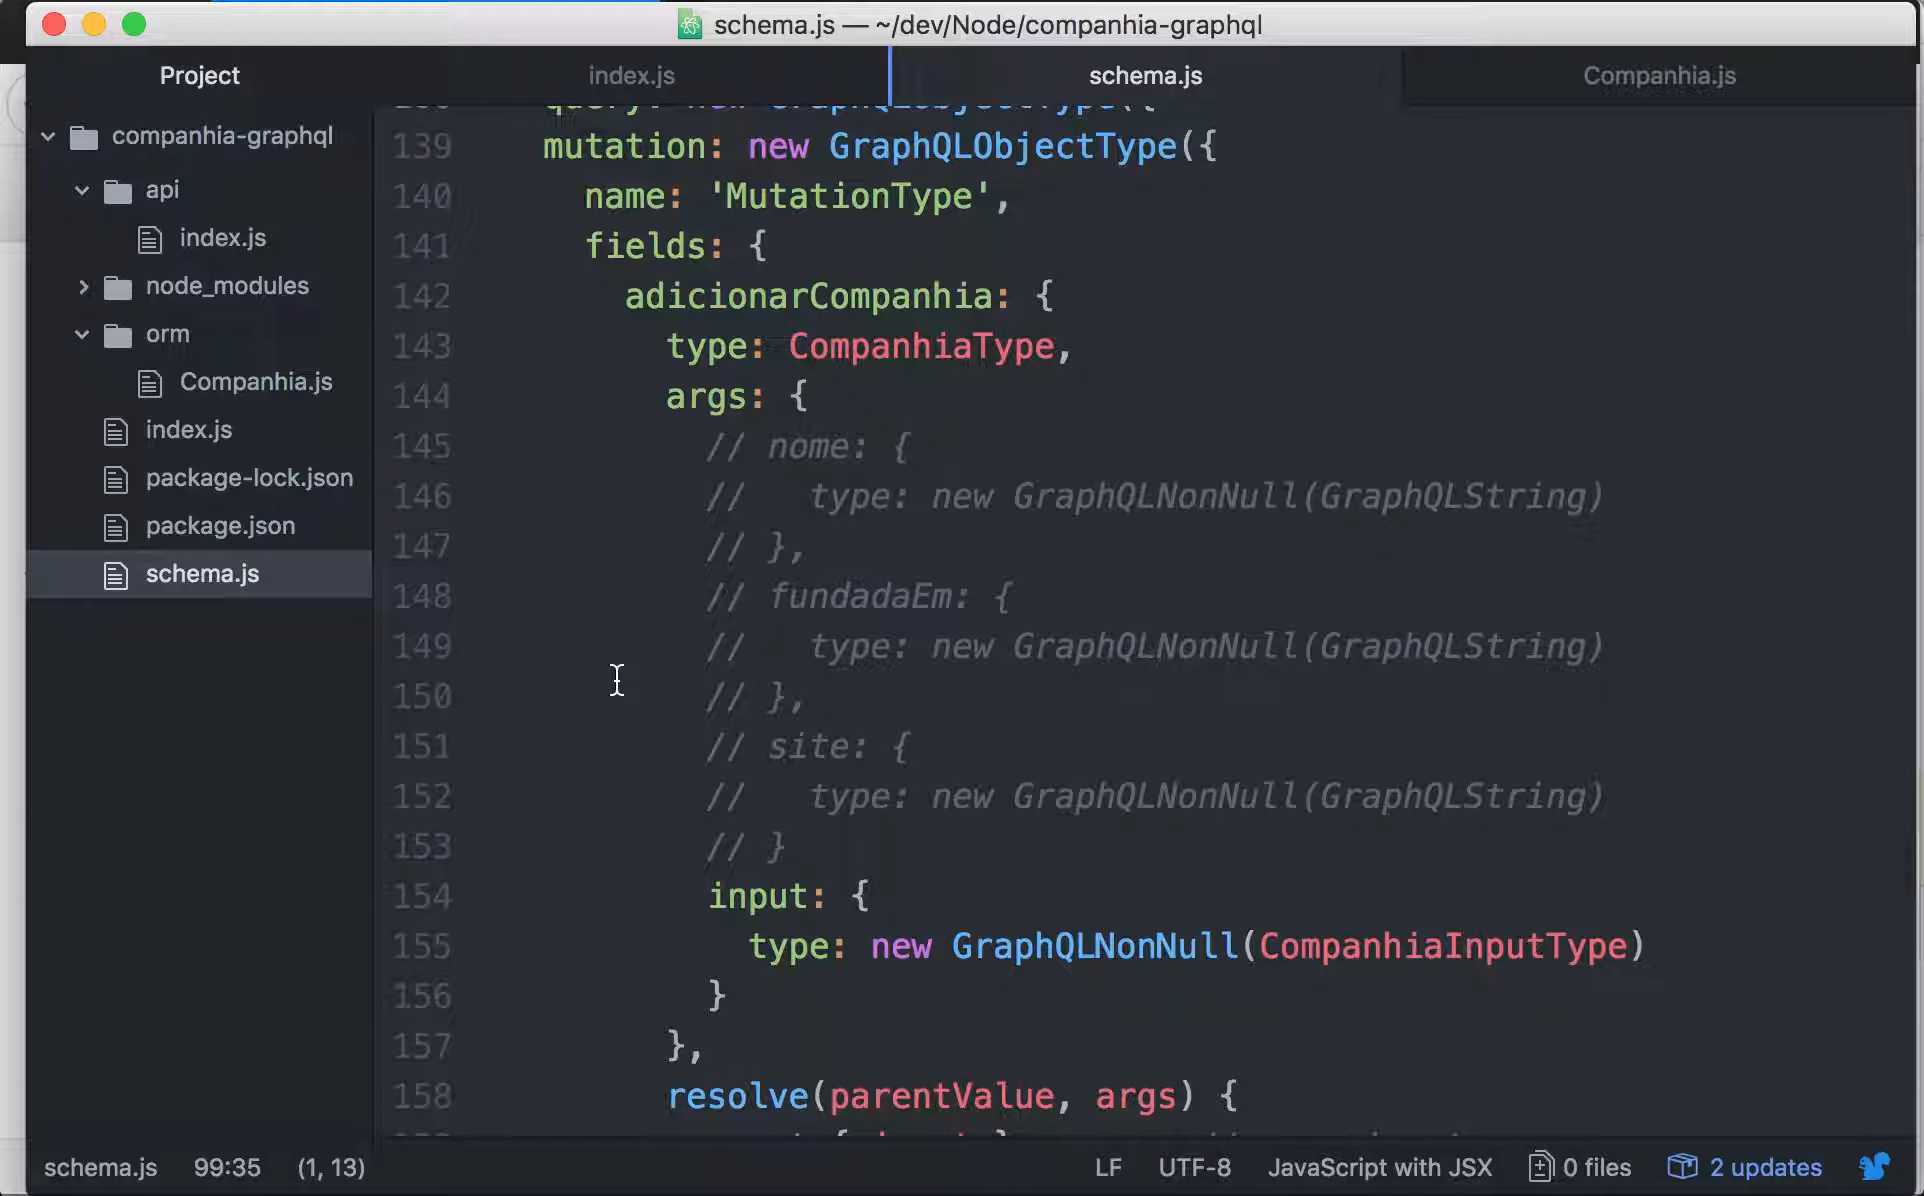 schema.js — ~/dev/Node/companhia-graphql
Project
index.js
schema.js
Companhia.js
companhia-graphql
api
index.js
node_modules
orm
Companhia.js
index.js
package-lock.json
package.json
schema.js
139 mutation: new GraphQLObjectType({
140 name: 'MutationType',
141 fields: {
142 adicionarCompanhia: {
143 type: CompanhiaType,
144 args: {
145 // nome: {
146 // type: new GraphQLNonNull(GraphQLString)
147 // },
148 // fundadaEm: {
149 // type: new GraphQLNonNull(GraphQLString)
150 // },
151 // site: {
152 // type: new GraphQLNonNull(GraphQLString)
153 // }
154 input: {
155 type: new GraphQLNonNull(CompanhiaInputType)
156 }
157 },
158 resolve(parentValue, args) {
schema.js 99:35 (1, 13) LF UTF-8 JavaScript with JSX 0 files 2 updates